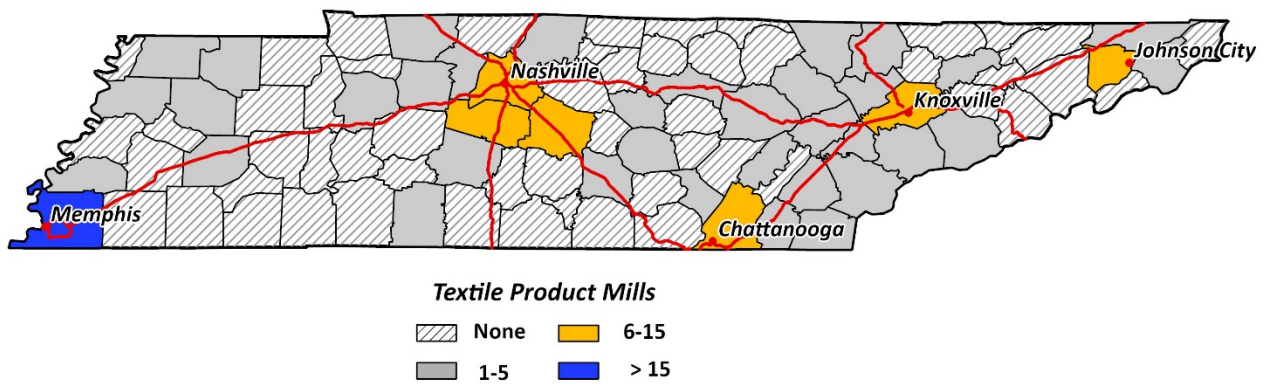 Johnson City
Nashville
Knoxville
Memphis
Chattanooga
Textile Product Mills
None 6-15
1-5 > 15